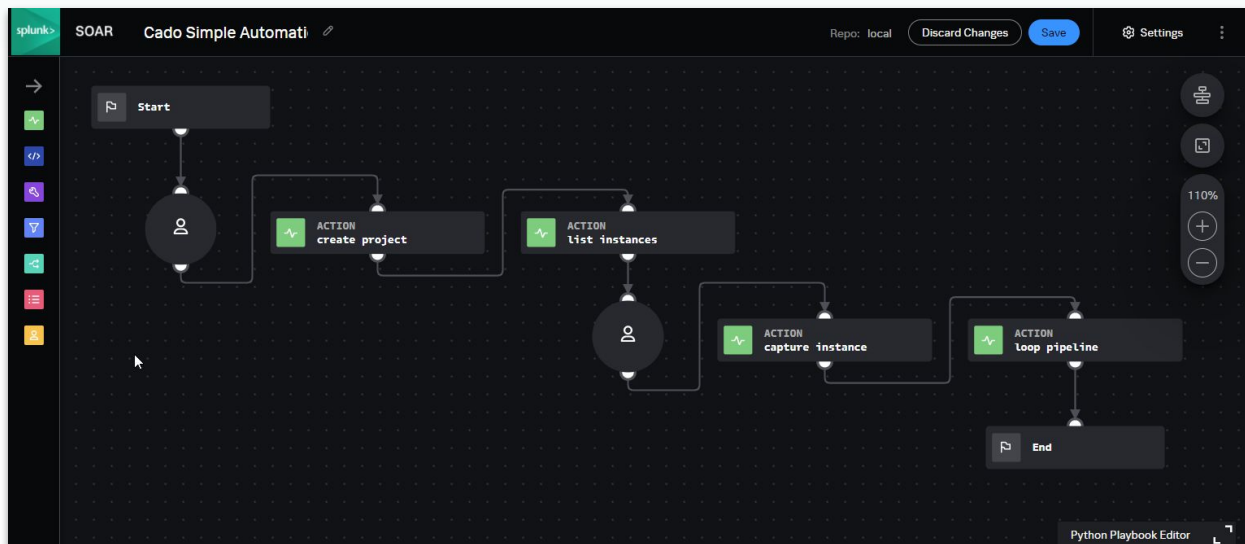 splunk>
SOAR
Cado Simple Automati
Repo: local
Discard Changes
Save
Settings
Start
110%
ACTION
create project
ACTION
list instances
ACTION
capture instance
ACTION
loop pipeline
End
Python Playbook Editor